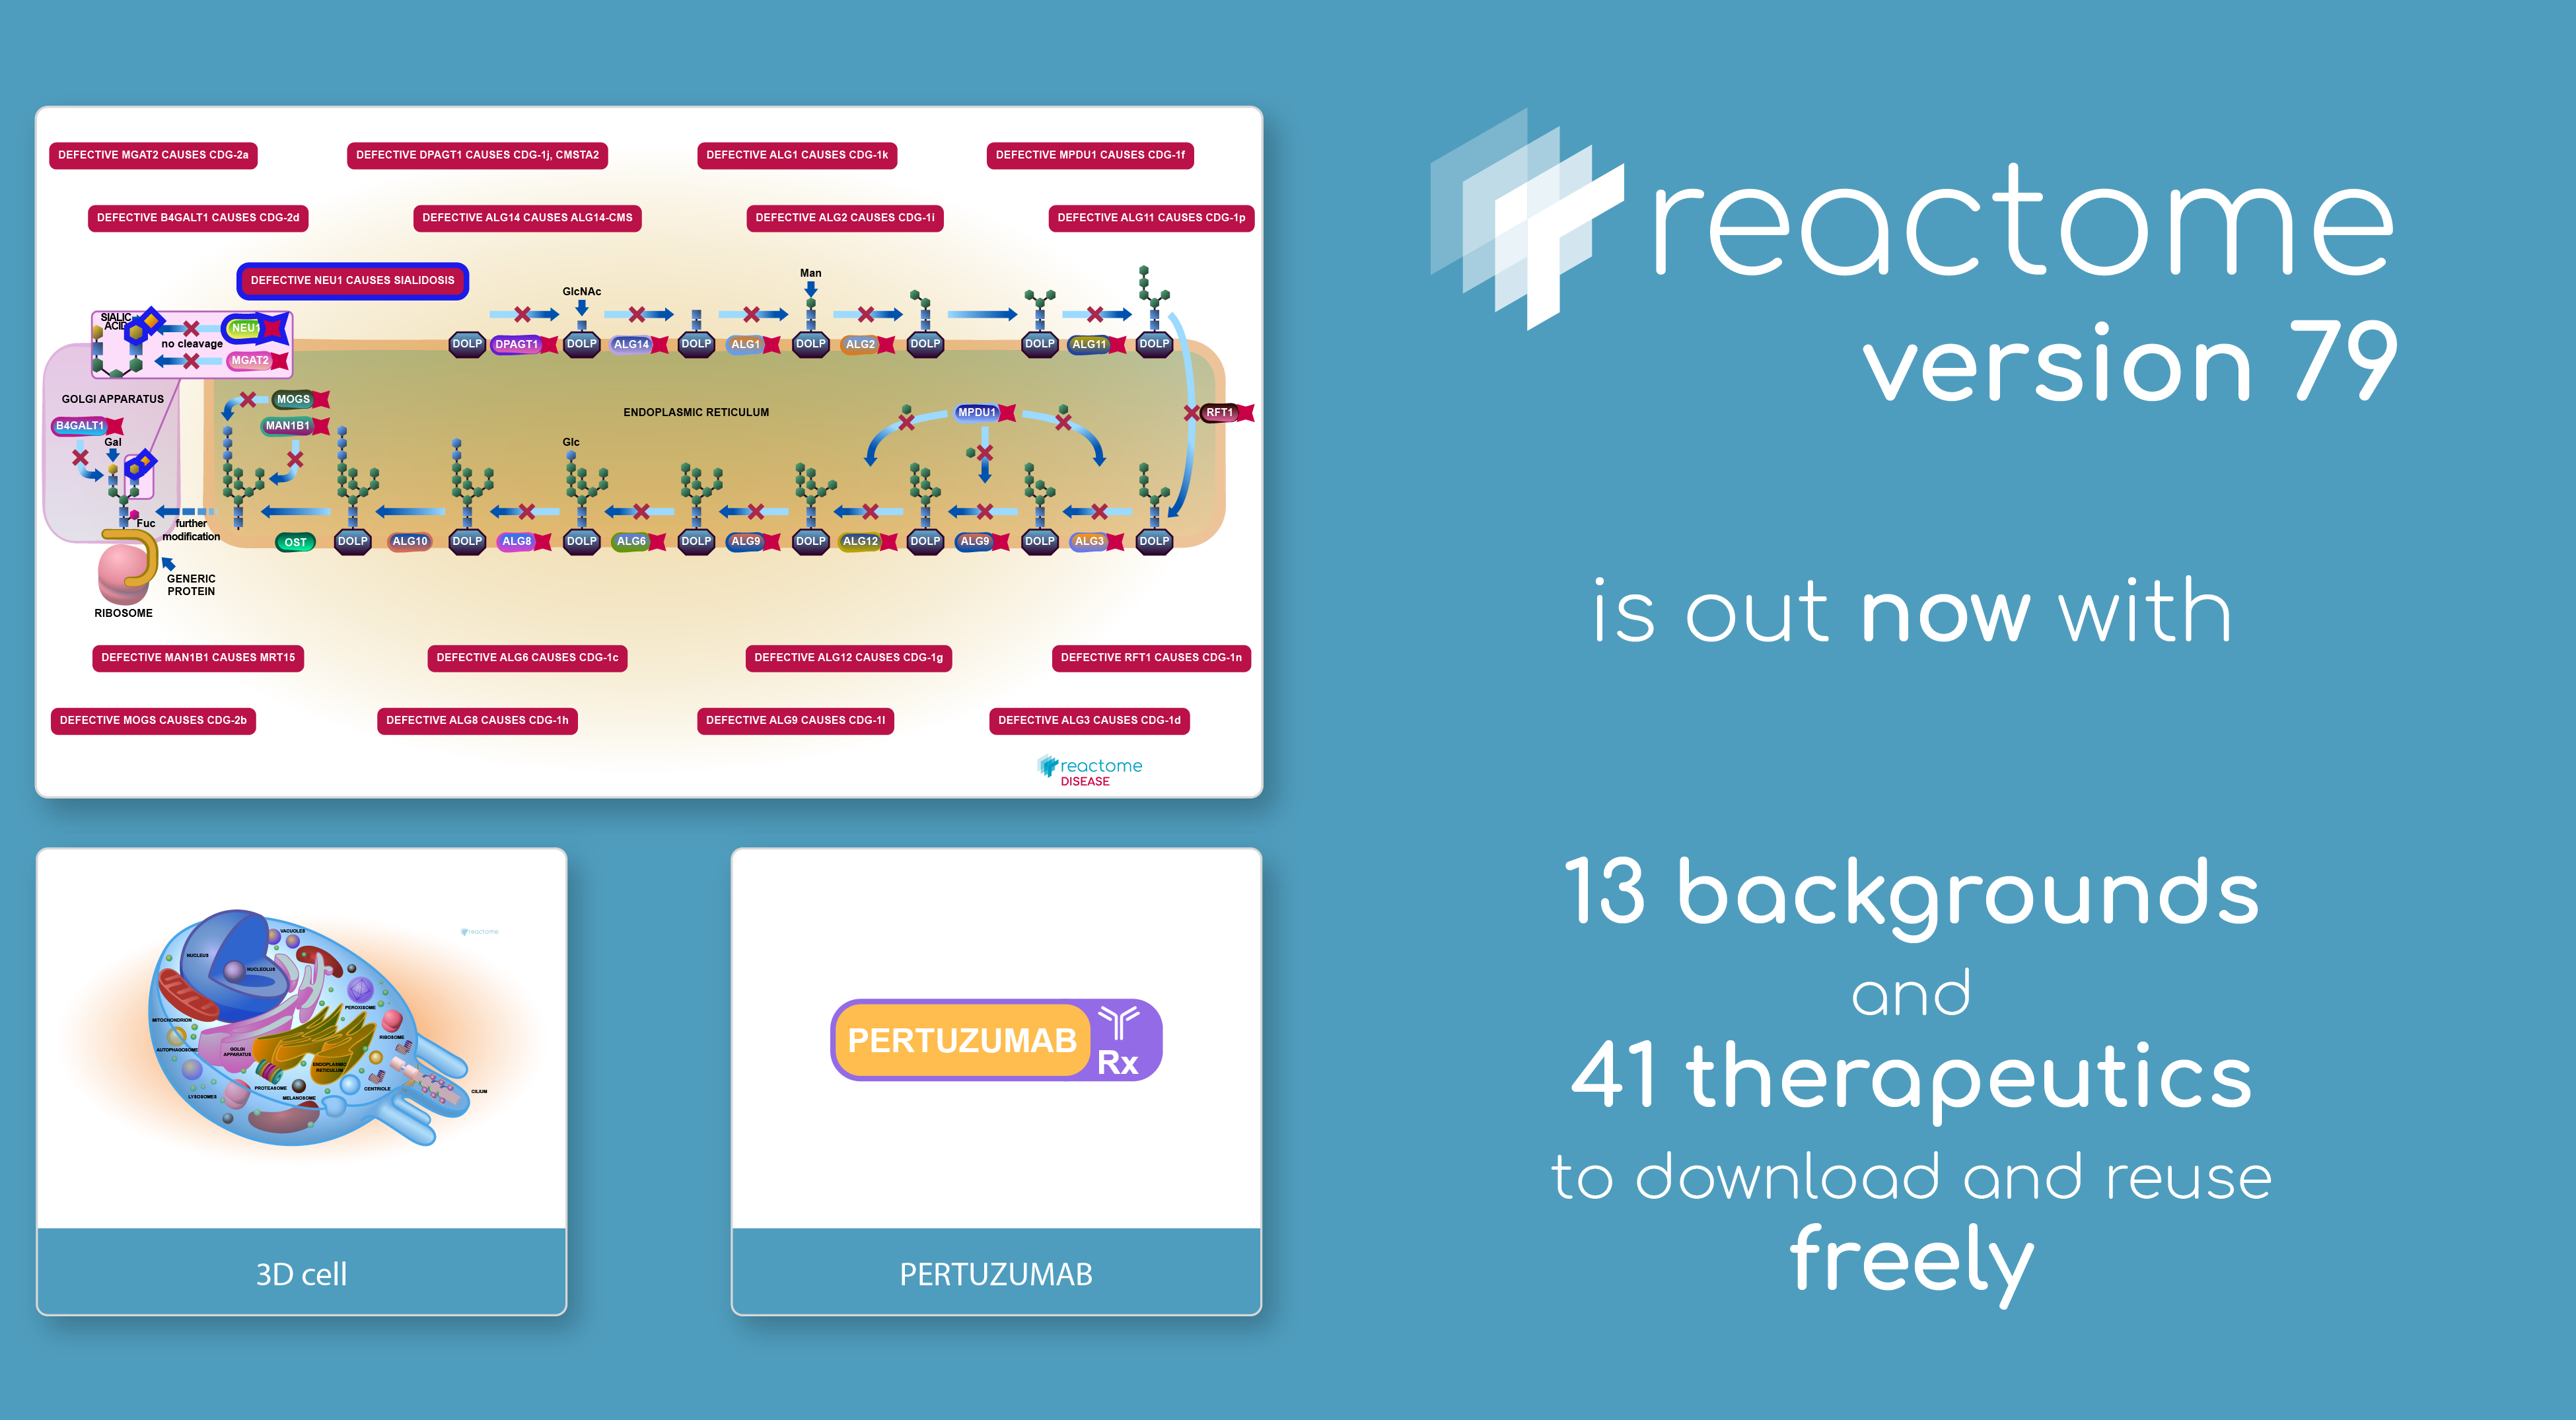 DEFECTIVE MGAT2 CAUSES CDG-2a
DEFECTIVE DPAGT1 CAUSES CDG-1j, CMSTA2
DEFECTIVE ALG1 CAUSES CDG-1k
DEFECTIVE MPDU1 CAUSES CDG-1f
DEFECTIVE B4GALT1 CAUSES CDG-2d
DEFECTIVE ALG14 CAUSES ALG14-CMS
DEFECTIVE ALG2 CAUSES CDG-1i
DEFECTIVE ALG11 CAUSES CDG-1p
DEFECTIVE NEU1 CAUSES SIALIDOSIS
GlcNAc
Man
SIALIC
ACID
NEU1
no cleavage
MGAT2
DOLP
DPAGT1
DOLP
ALG14
DOLP
ALG1
DOLP
ALG2
DOLP
DOLP
ALG11
DOLP
GOLGI APPARATUS
MOGS
B4GALT1
MAN1B1
ENDOPLASMIC RETICULUM
MPDU1
RFT1
Gal
Glc
Fuc
further
modification
OST
DOLP
ALG10
DOLP
ALG8
DOLP
ALG6
DOLP
ALG9
DOLP
ALG12
DOLP
ALG9
DOLP
ALG3
DOLP
GENERIC
PROTEIN
RIBOSOME
DEFECTIVE MAN1B1 CAUSES MRT15
DEFECTIVE ALG6 CAUSES CDG-1c
DEFECTIVE ALG12 CAUSES CDG-1g
DEFECTIVE RFT1 CAUSES CDG-1n
DEFECTIVE MOGS CAUSES CDG-2b
DEFECTIVE ALG8 CAUSES CDG-1h
DEFECTIVE ALG9 CAUSES CDG-1l
DEFECTIVE ALG3 CAUSES CDG-1d
reactome
DISEASE
reactome
VACUOLES
NUCLEUS
NUCLEOLUS
PEROXISOME
MITOCHONDRION
RIBOSOME
AUTOPHAGOSOME
GOLGI
APPARATUS
ENDOPLASMIC
RETICULUM
PROTEASOME
CENTRIOLE
CILIUM
LYSOSOMES
MELANOSOME
3D cell
PERTUZUMAB
Rx
PERTUZUMAB
reactome
version 79
is out now with
13 backgrounds
and
41 therapeutics
to download and reuse
freely